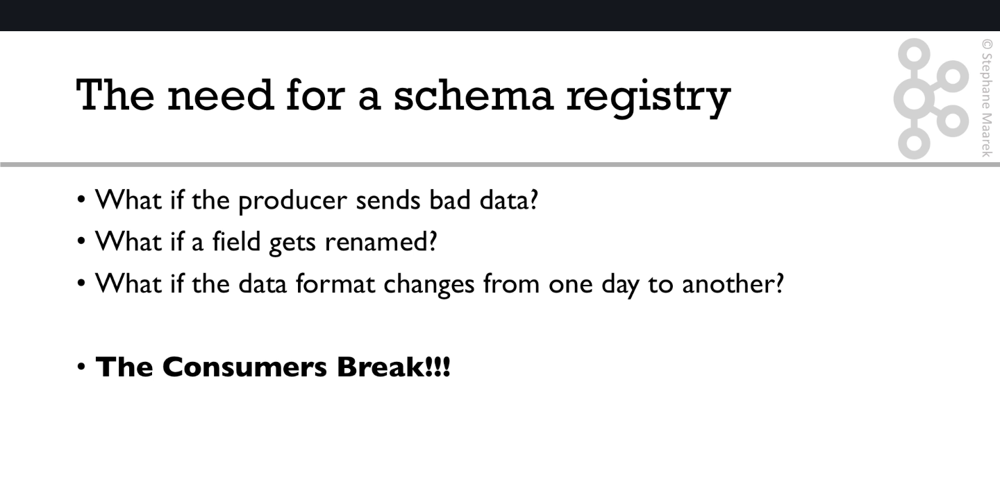 The need for a schema registry
© Stephane Maarek
• What if the producer sends bad data?
• What if a field gets renamed?
• What if the data format changes from one day to another?
• The Consumers Break!!!